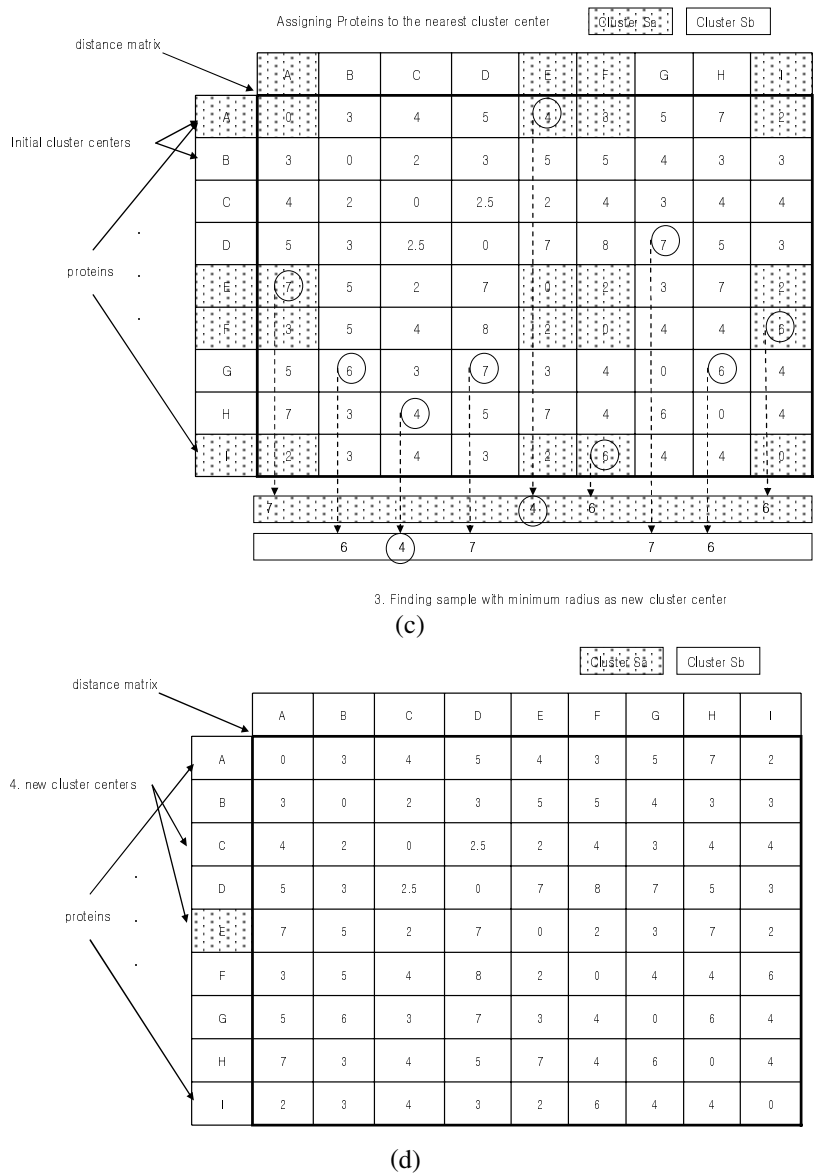 Assigning Proteins to the nearest cluster center
Cluster Sa
Cluster Sb
distance matrix
A B C D E F G H I
A 0 3 4 5 4 3 5 7 2
Initial cluster centers
B 3 0 2 3 5 5 4 3 3
C 4 2 0 2.5 2 4 3 4 4
D 5 3 2.5 0 7 8 7 5 3
proteins
E 7 5 2 7 0 2 3 7 2
F 3 5 4 8 2 0 4 4 6
G 5 6 3 7 3 4 0 6 4
H 7 3 4 5 7 4 6 0 4
I 2 3 4 3 2 6 4 4 0
7 4 6 6
6 4 7 7 6
3. Finding sample with minimum radius as new cluster center
(c)
Cluster Sa
Cluster Sb
distance matrix
A B C D E F G H I
A 0 3 4 5 4 3 5 7 2
4. new cluster centers
B 3 0 2 3 5 5 4 3 3
C 4 2 0 2.5 2 4 3 4 4
D 5 3 2.5 0 7 8 7 5 3
proteins
E 7 5 2 7 0 2 3 7 2
F 3 5 4 8 2 0 4 4 6
G 5 6 3 7 3 4 0 6 4
H 7 3 4 5 7 4 6 0 4
I 2 3 4 3 2 6 4 4 0
(d)